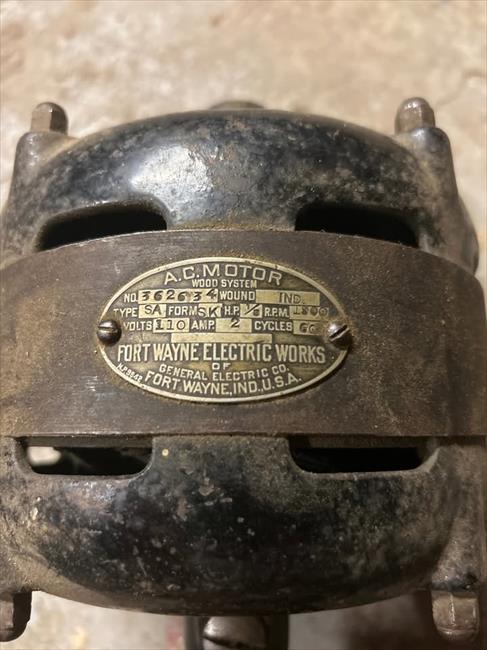 A.C. MOTOR
WOOD SYSTEM
NO. 362634 WOUND IND.
TYPE SA FORM SK H.P. R.P.M. 1800
VOLTS 110 AMP. 2 CYCLES 60
FORT WAYNE ELECTRIC WORKS
OF
GENERAL ELECTRIC CO.
FORT WAYNE, IND. U.S.A.